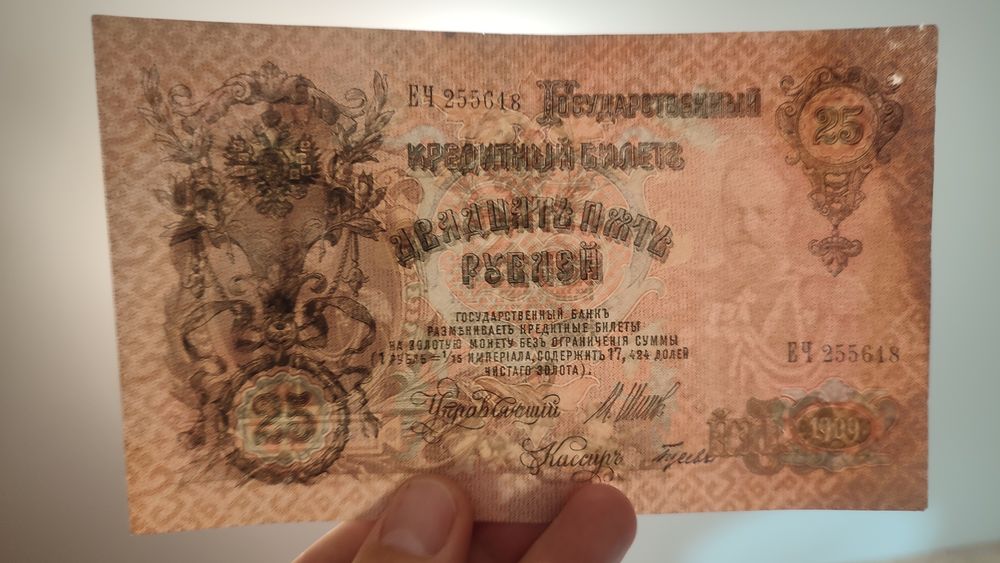 ЕЧ 255618 Государственный 25
Кредитный Билетъ
Двадцать пять
рублей
Государственный Банкъ
размѣниваетъ кредитные билеты
на золотую монету безъ ограниченія суммы
(1 рубль = 1/15 имперіала, содержитъ 17,424 долей
чистаго золота).
ЕЧ 255618
25 Управляющій 1909
Кассиръ